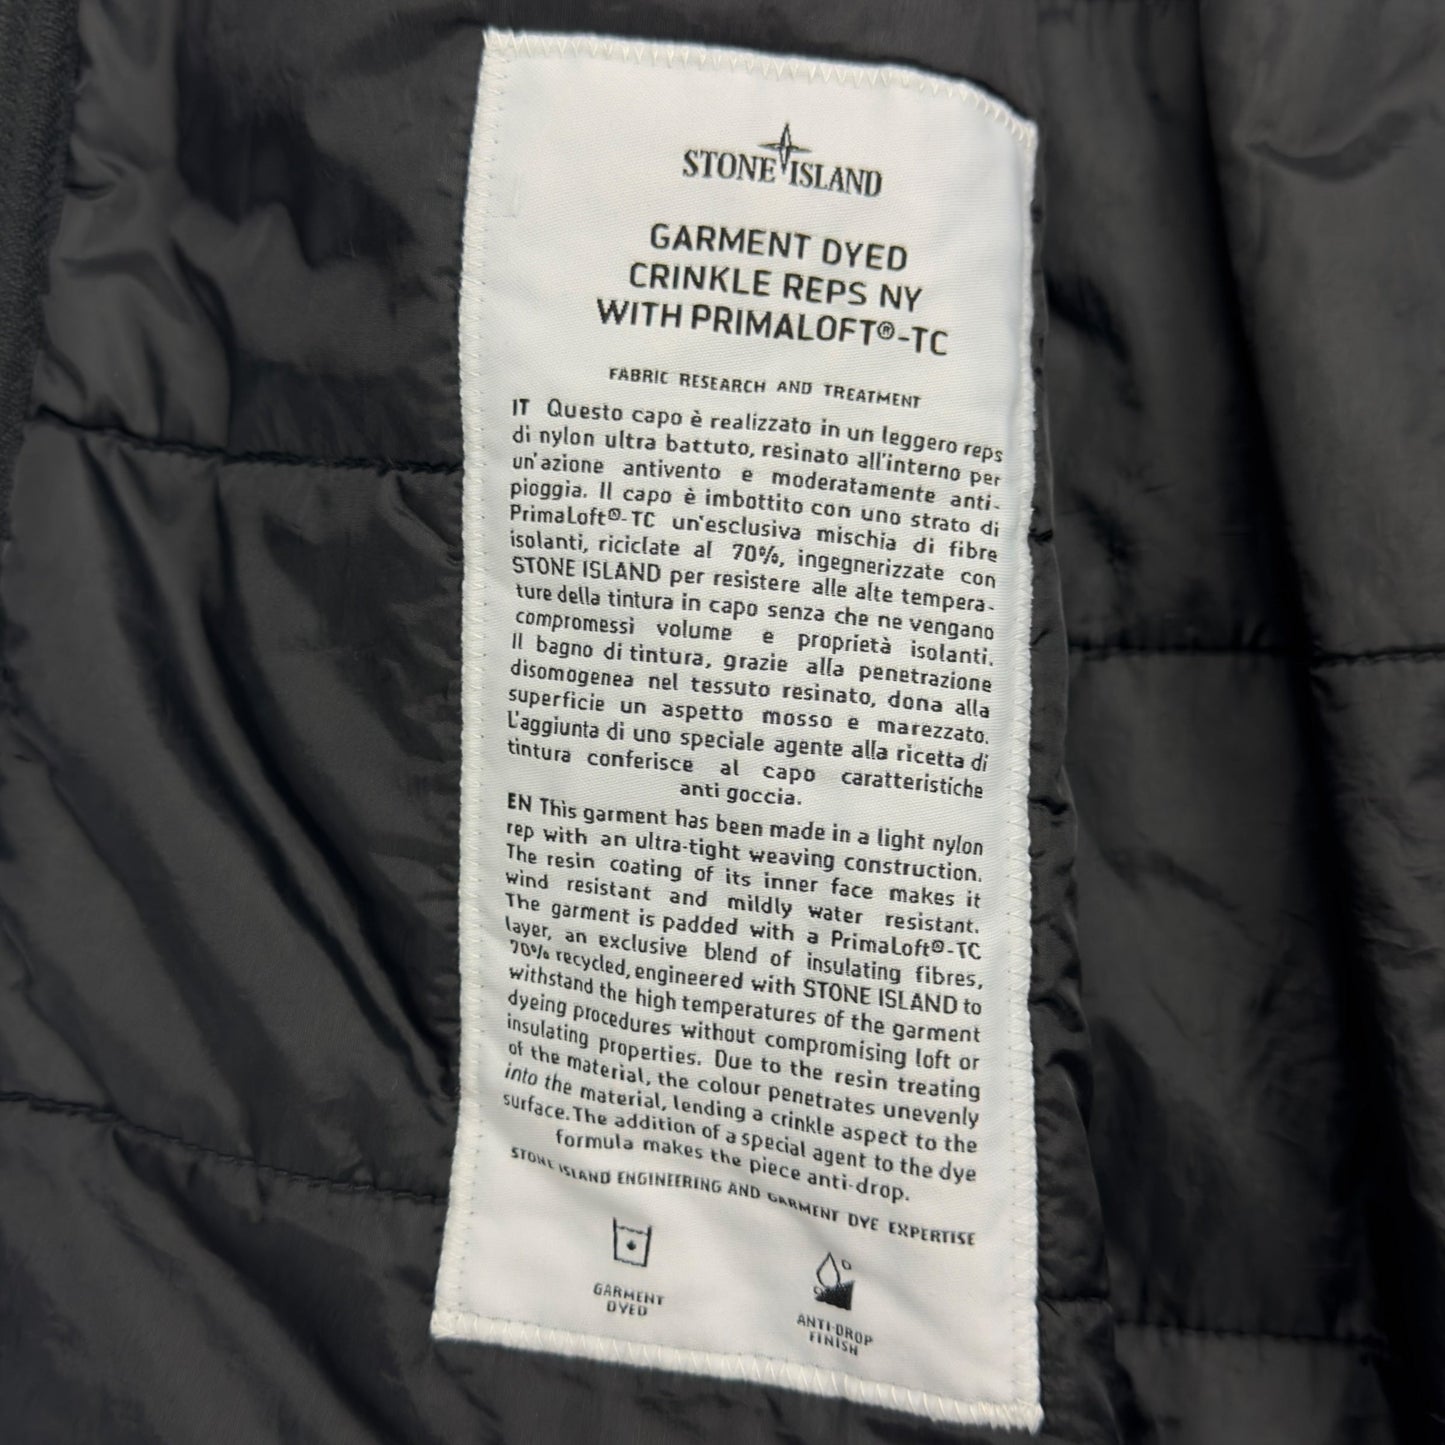 STONE ISLAND
GARMENT DYED
CRINKLE REPS NY
WITH PRIMALOFT®-TC
FABRIC RESEARCH AND TREATMENT
IT Questo capo è realizzato in un leggero reps
di nylon ultra battuto, resinato all'interno per
un'azione antivento e moderatamente anti-
pioggia. Il capo è imbottito con uno strato di
PrimaLoft®-TC un'esclusiva mischia di fibre
isolanti, riciclate al 70%, ingegnerizzate con
STONE ISLAND per resistere alle alte tempera-
ture della tintura in capo senza che ne vengano
compromessi volume e proprietà isolanti.
Il bagno di tintura, grazie alla penetrazione
disomogenea nel tessuto resinato, dona alla
superficie un aspetto mosso e marezzato.
L'aggiunta di uno speciale agente alla ricetta di
tintura conferisce al capo caratteristiche
anti goccia.
EN This garment has been made in a light nylon
rep with an ultra-tight weaving construction.
The resin coating of its inner face makes it
wind resistant and mildly water resistant.
The garment is padded with a PrimaLoft®-TC
layer, an exclusive blend of insulating fibres,
70% recycled, engineered with STONE ISLAND to
withstand the high temperatures of the garment
dyeing procedures without compromising loft or
insulating properties. Due to the resin treating
of the material, the colour penetrates unevenly
into the material, lending a crinkle aspect to the
surface. The addition of a special agent to the dye
formula makes the piece anti-drop.
STONE ISLAND ENGINEERING AND GARMENT DYE EXPERTISE
GARMENT
DYED
ANTI-DROP
FINISH